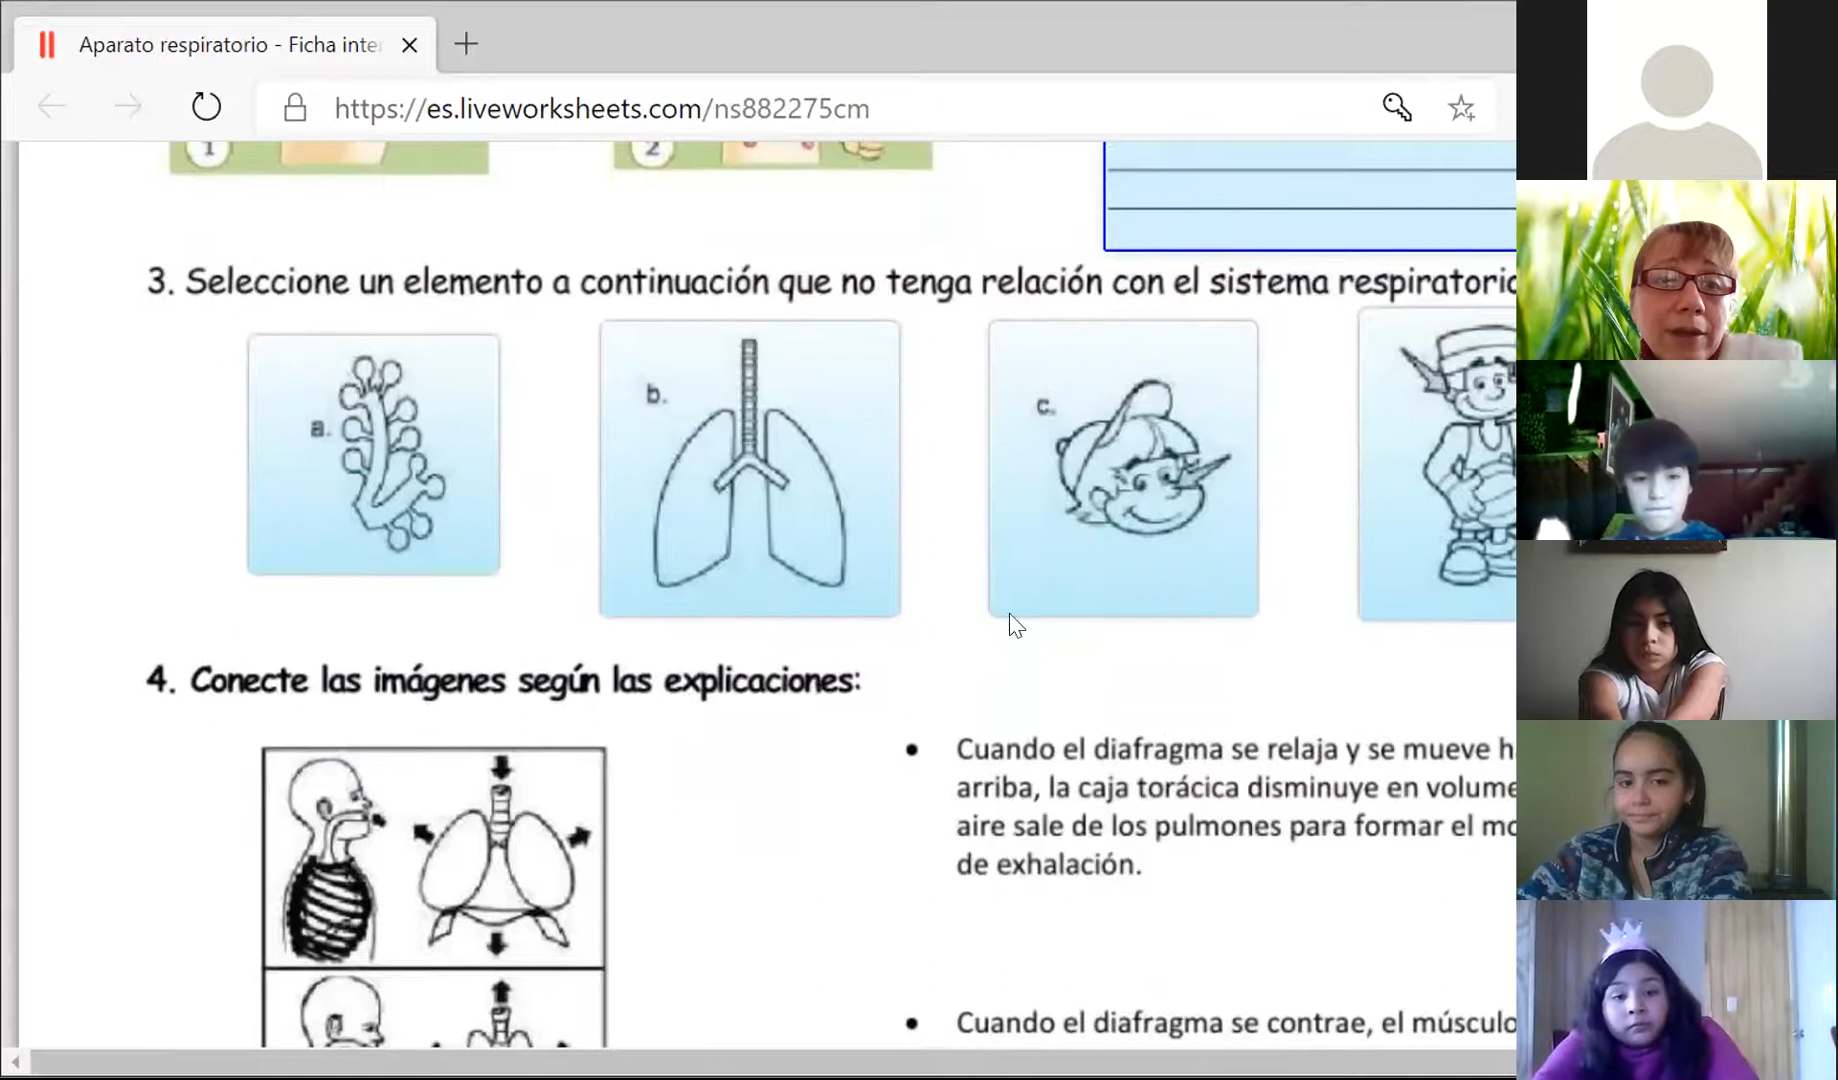 Aparato respiratorio - Ficha inte
https://es.liveworksheets.com/ns882275cm
1
2
3. Seleccione un elemento a continuación que no tenga relación con el sistema respiratorio
a.
b.
c.
4. Conecte las imágenes según las explicaciones:
• Cuando el diafragma se relaja y se mueve h
arriba, la caja torácica disminuye en volume
aire sale de los pulmones para formar el mo
de exhalación.
• Cuando el diafragma se contrae, el músculo